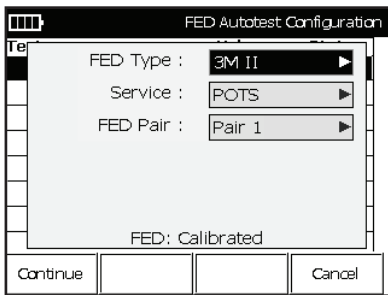 FED Autotest Configuration
FED Type : 3M II
Service : POTS
FED Pair : Pair 1
FED: Calibrated
Continue
Cancel